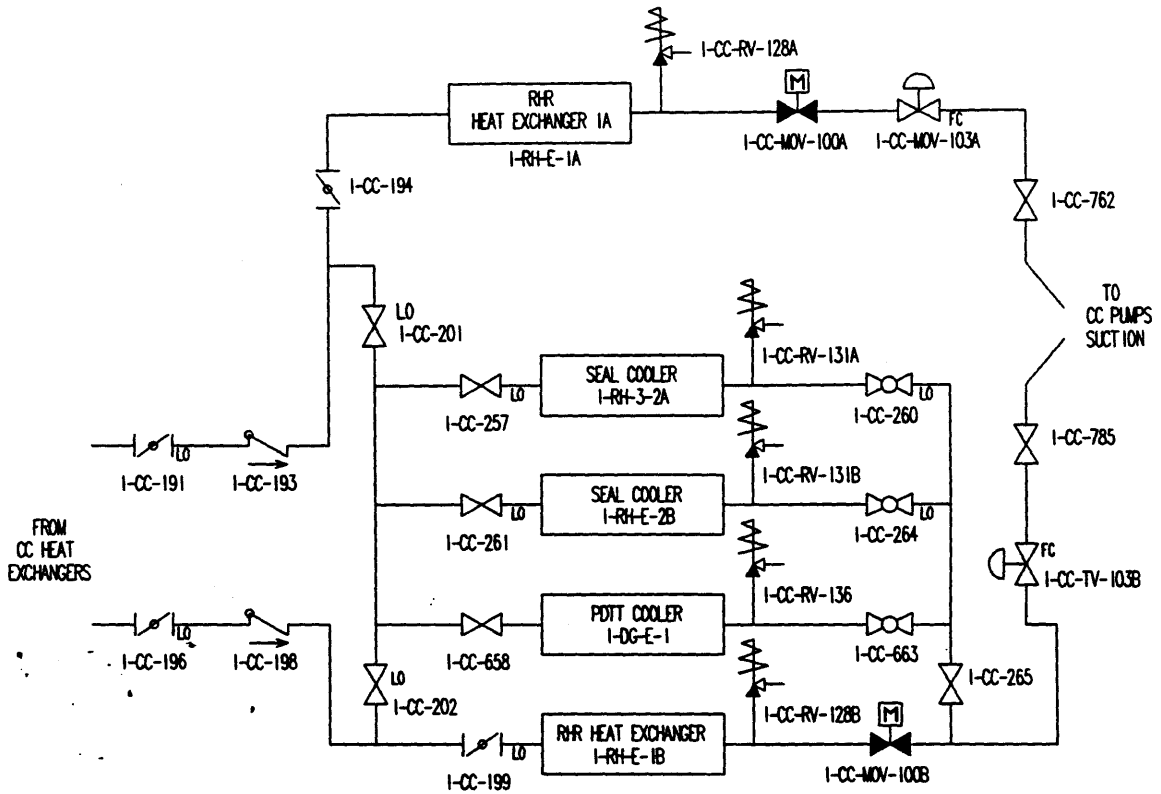 1-CC-RV-128A
M
RHR
HEAT EXCHANGER 1A
1-RH-E-1A
1-CC-MOV-100A
FC
1-CC-MOV-103A
1-CC-194
1-CC-762
LO
1-CC-201
TO
CC PUMPS
SUCTION
1-CC-RV-131A
SEAL COOLER
1-RH-3-2A
LO
LO
1-CC-257
1-CC-260
1-CC-785
LO
1-CC-191
1-CC-193
1-CC-RV-131B
SEAL COOLER
1-RH-E-2B
LO
LO
1-CC-261
1-CC-264
FROM
CC HEAT
EXCHANGERS
FC
1-CC-TV-103B
1-CC-RV-136
PDTT COOLER
1-DG-E-1
LO
1-CC-196
1-CC-198
1-CC-658
1-CC-663
LO
1-CC-202
1-CC-265
1-CC-RV-128B
M
RHR HEAT EXCHANGER
1-RH-E-1B
LO
1-CC-199
1-CC-MOV-100B